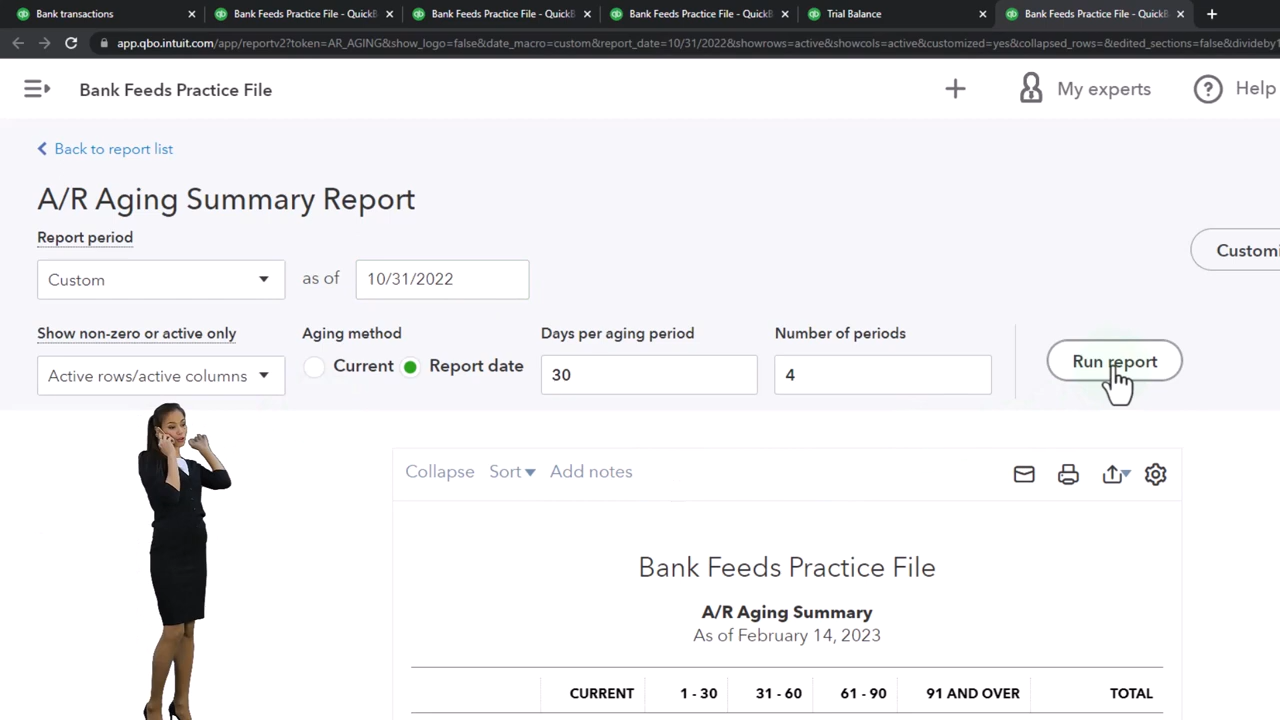 Bank transactions
Bank Feeds Practice File - QuickB
Bank Feeds Practice File - QuickB
Bank Feeds Practice File - QuickB
Trial Balance
Bank Feeds Practice File - QuickB
app.qbo.intuit.com/app/reportv2?token=AR_AGING&show_logo=false&date_macro=custom&report_date=10/31/2022&showrows=active&showcols=active&customized=yes&collapsed_rows=&edited_sections=false&divideby1
Bank Feeds Practice File
My experts
Help
Back to report list
A/R Aging Summary Report
Report period
Custom
as of
10/31/2022
Customi
Show non-zero or active only
Aging method
Days per aging period
Number of periods
Active rows/active columns
Current
Report date
30
4
Run report
Collapse Sort Add notes
Bank Feeds Practice File
A/R Aging Summary
As of February 14, 2023
CURRENT 1 - 30 31 - 60 61 - 90 91 AND OVER TOTAL